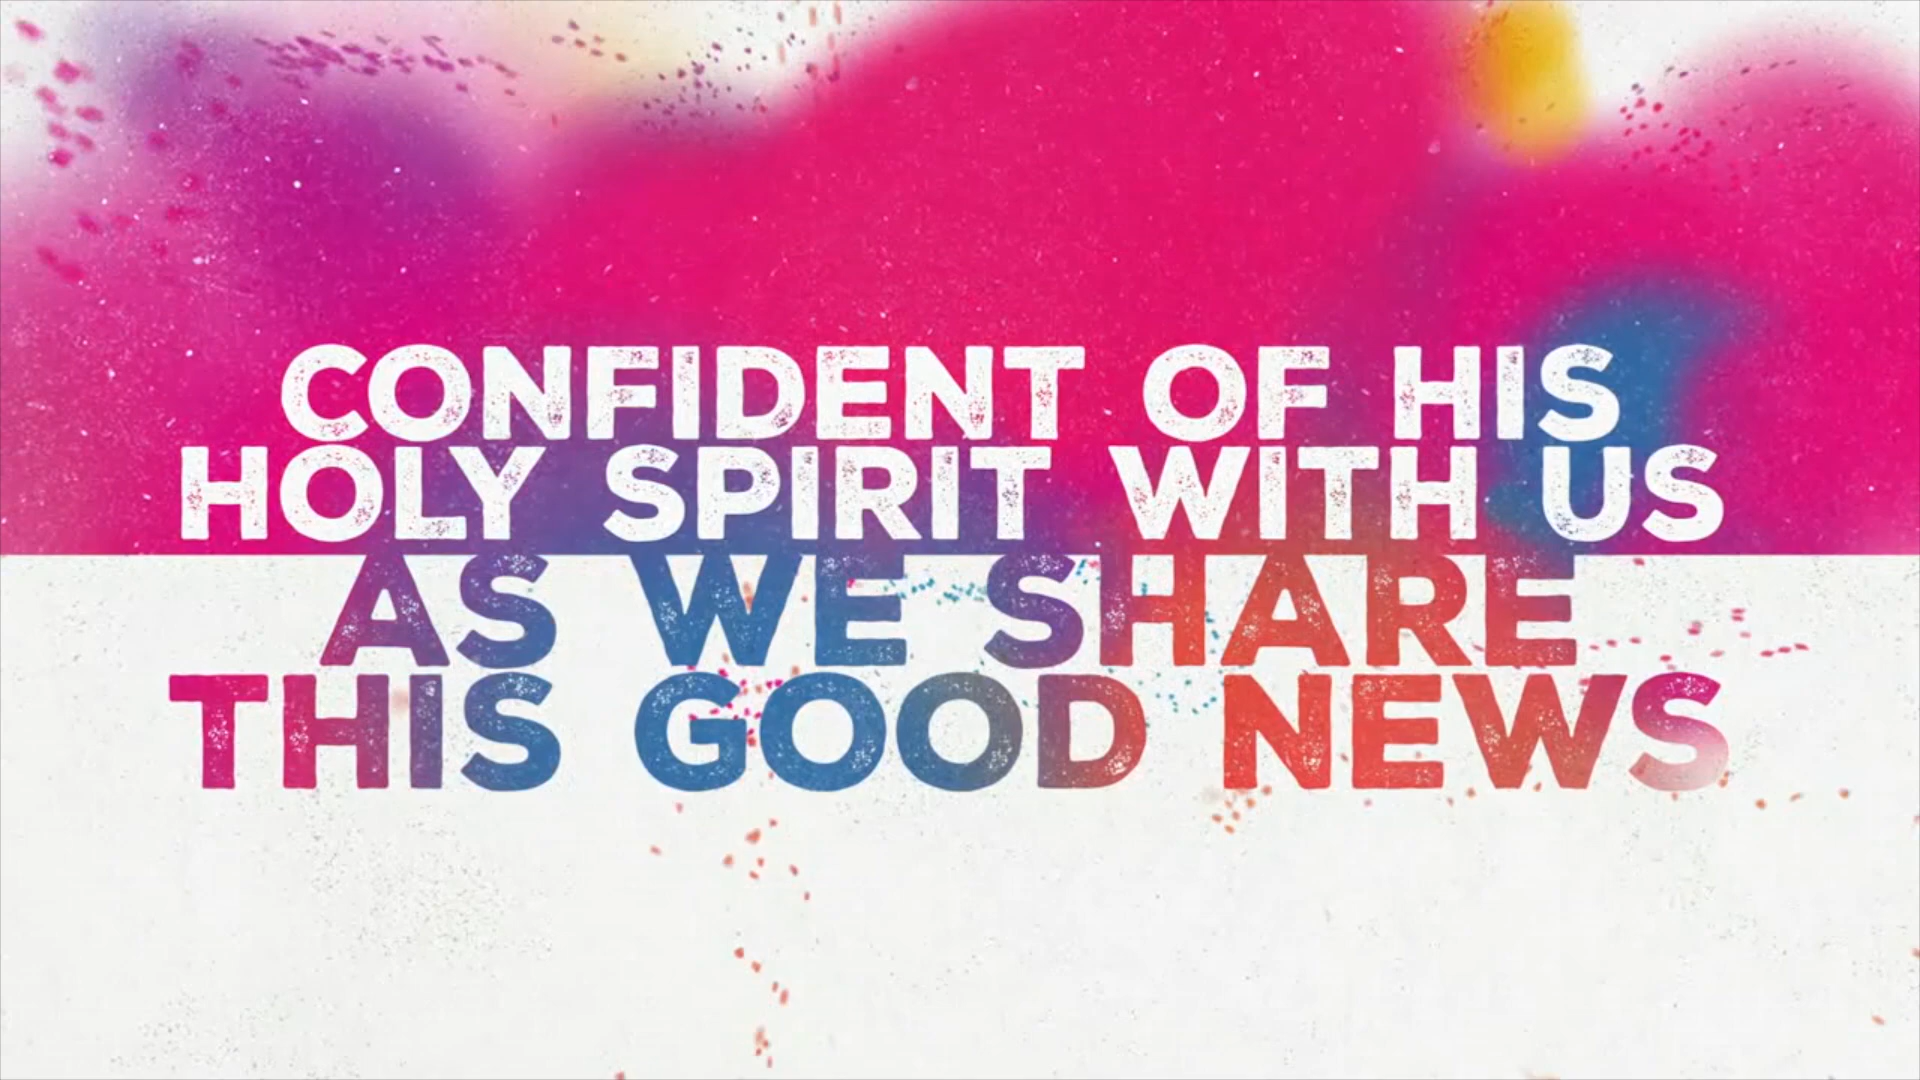 CONFIDENT OF HIS
HOLY SPIRIT WITH US
AS WE SHARE
THIS GOOD NEWS